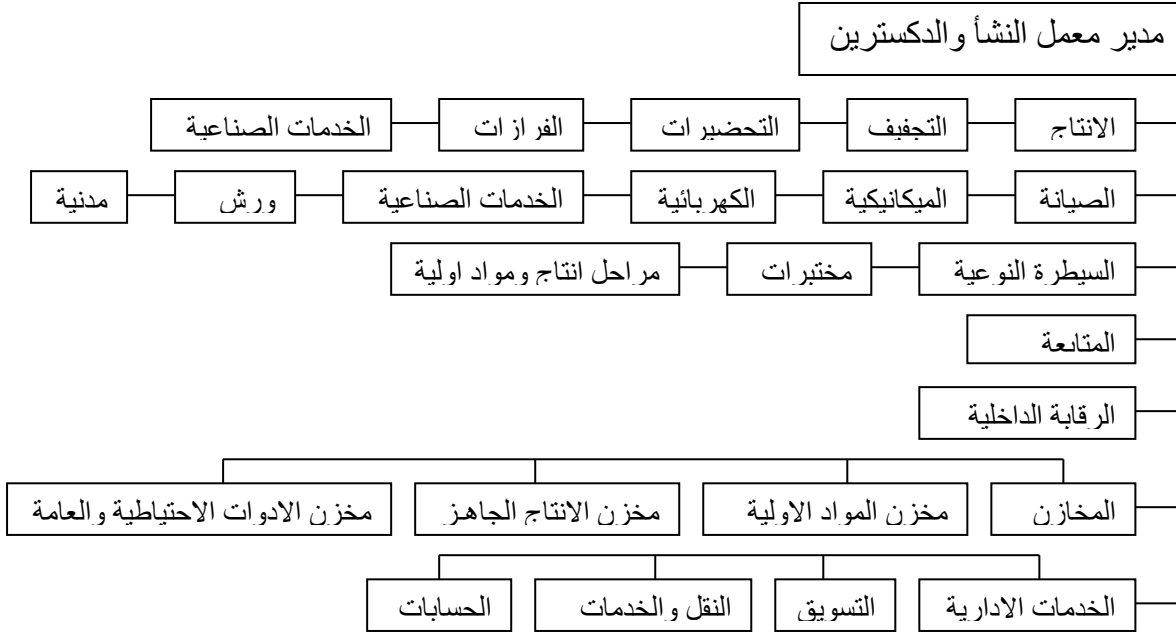 مدير معمل النشأ والدكسترين
الانتاج التجفيف التحضيرات الفرازات الخدمات الصناعية
الصيانة الميكانيكية الكهربائية الخدمات الصناعية ورش مدنية
السيطرة النوعية مختبرات مراحل انتاج ومواد اولية
المتابعة
الرقابة الداخلية
المخازن مخزن المواد الاولية مخزن الانتاج الجاهز مخزن الادوات الاحتياطية والعامة
الخدمات الادارية التسويق النقل والخدمات الحسابات